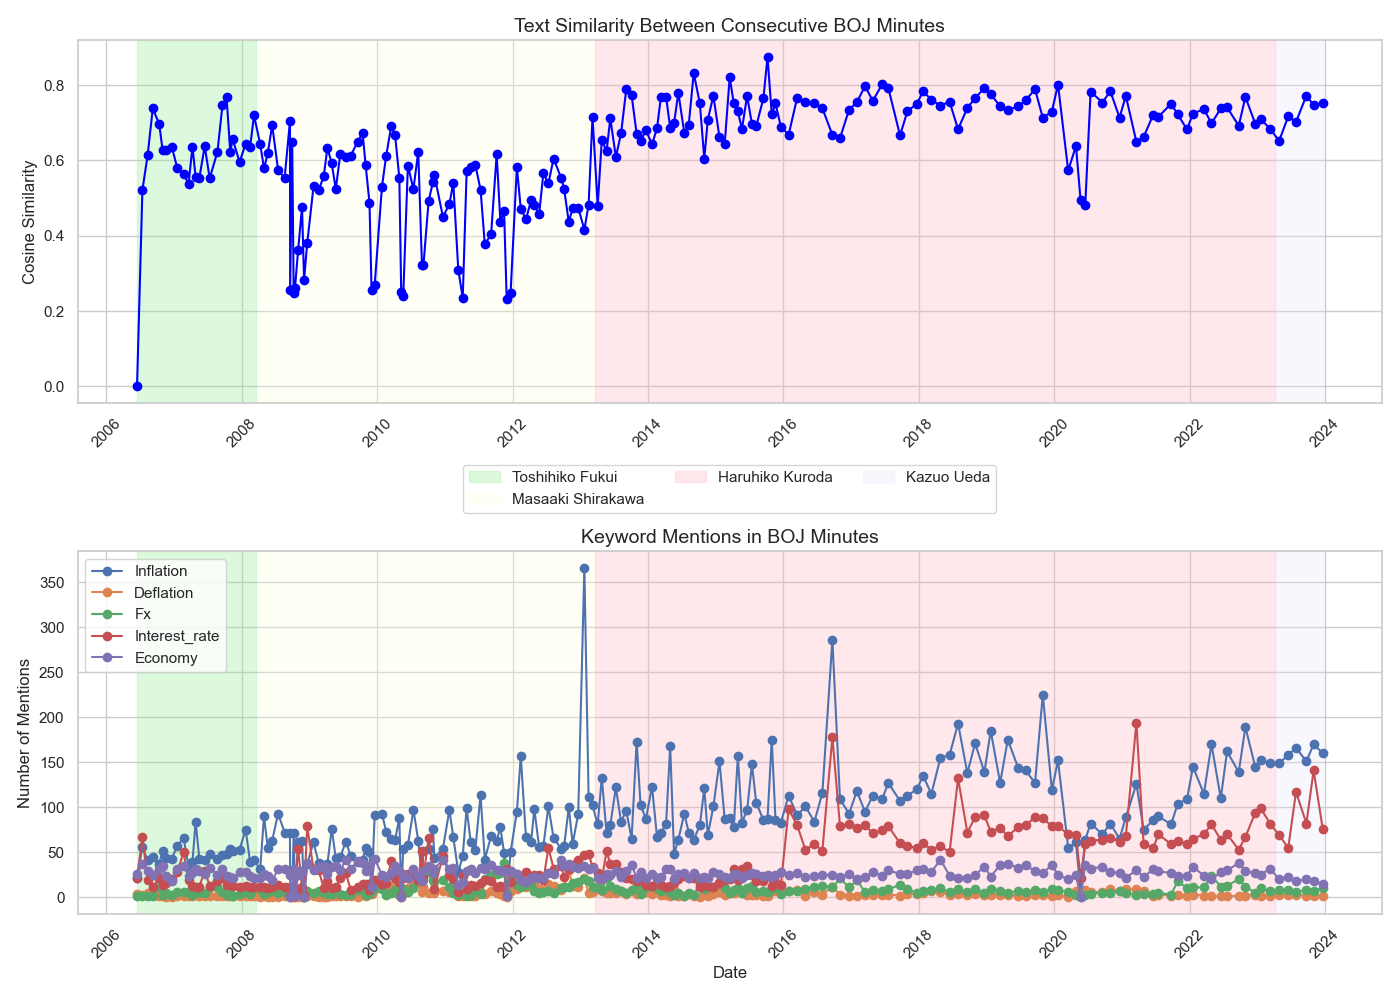 Text Similarity Between Consecutive BOJ Minutes
Cosine Similarity
0.8
0.6
0.4
0.2
0.0
2006
2008
2010
2012
2014
2016
2018
2020
2022
2024
Toshihiko Fukui
Masaaki Shirakawa
Haruhiko Kuroda
Kazuo Ueda
Keyword Mentions in BOJ Minutes
Number of Mentions
350
300
250
200
150
100
50
0
Inflation
Deflation
Fx
Interest_rate
Economy
2006
2008
2010
2012
2014
2016
2018
2020
2022
2024
Date